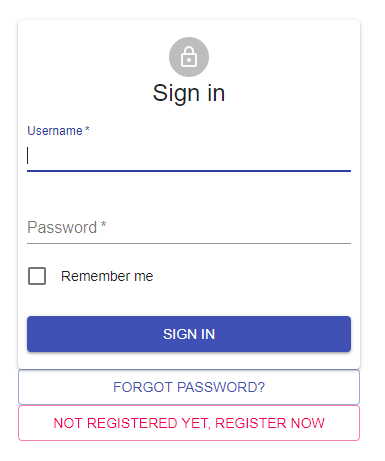 Sign in
Username *
Password *
Remember me
SIGN IN
FORGOT PASSWORD?
NOT REGISTERED YET, REGISTER NOW